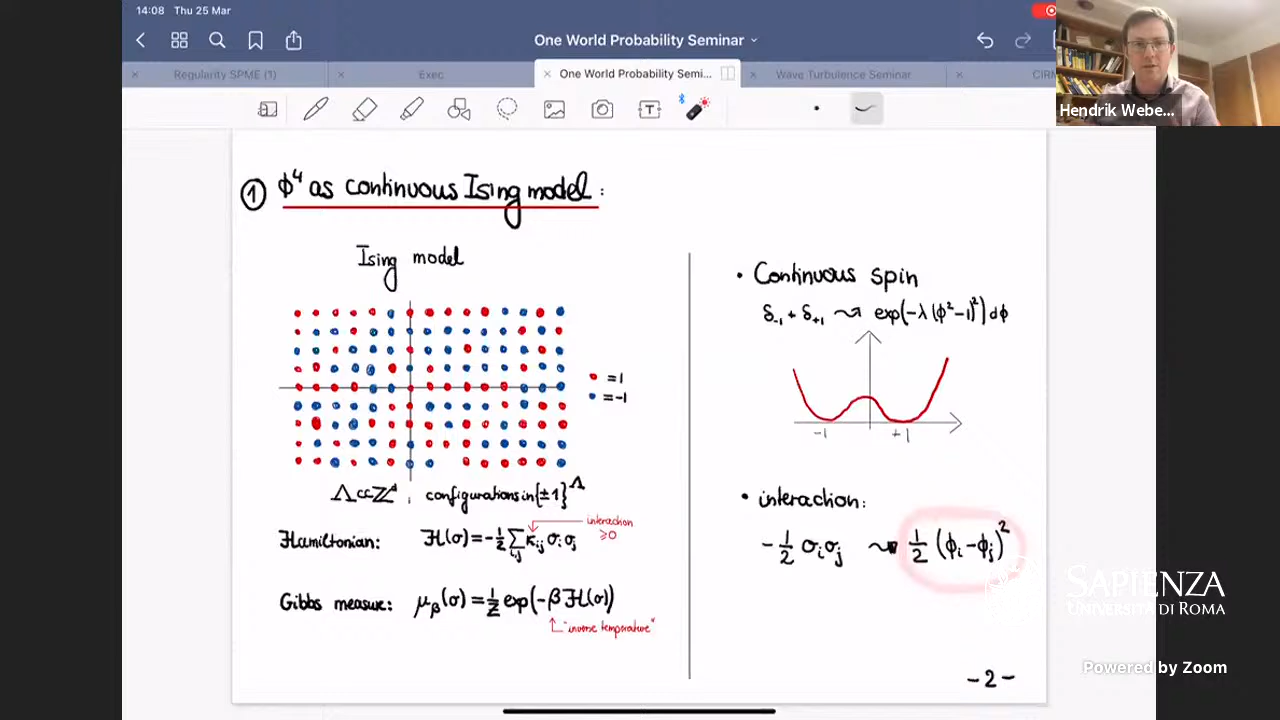 14:08 Thu 25 Mar
One World Probability Seminar
Regularity SPME (1)
Exec
One World Probability Semi...
Wave Turbulence Seminar
CIRM
Hendrik Webe...
① Φ⁴ as continuous Ising model:
Ising model
• =1
• =-1
Λ⊂⊂ℤᵈ, configurations in {±1}^Λ
Hamiltonian: ℋ(σ)=-½ Σ_{i,j} κ_ij σ_i σ_j
interaction
≥0
Gibbs measure: μ_β(σ)=1/Z exp(-βℋ(σ))
"inverse temperature"
• Continuous spin
δ₋₁ + δ₊₁ ⤳ exp(-λ(Φ²-1)²)dΦ
-1 +1
• interaction:
-½ σ_i σ_j ⤳ ½ (ϕ_i-ϕ_j)²
-2-
SAPIENZA
UNIVERSITÀ DI ROMA
Powered by Zoom